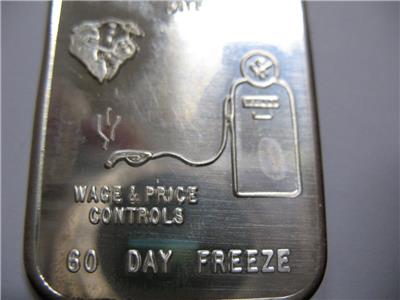 WAGE & PRICE
CONTROLS
60 DAY FREEZE